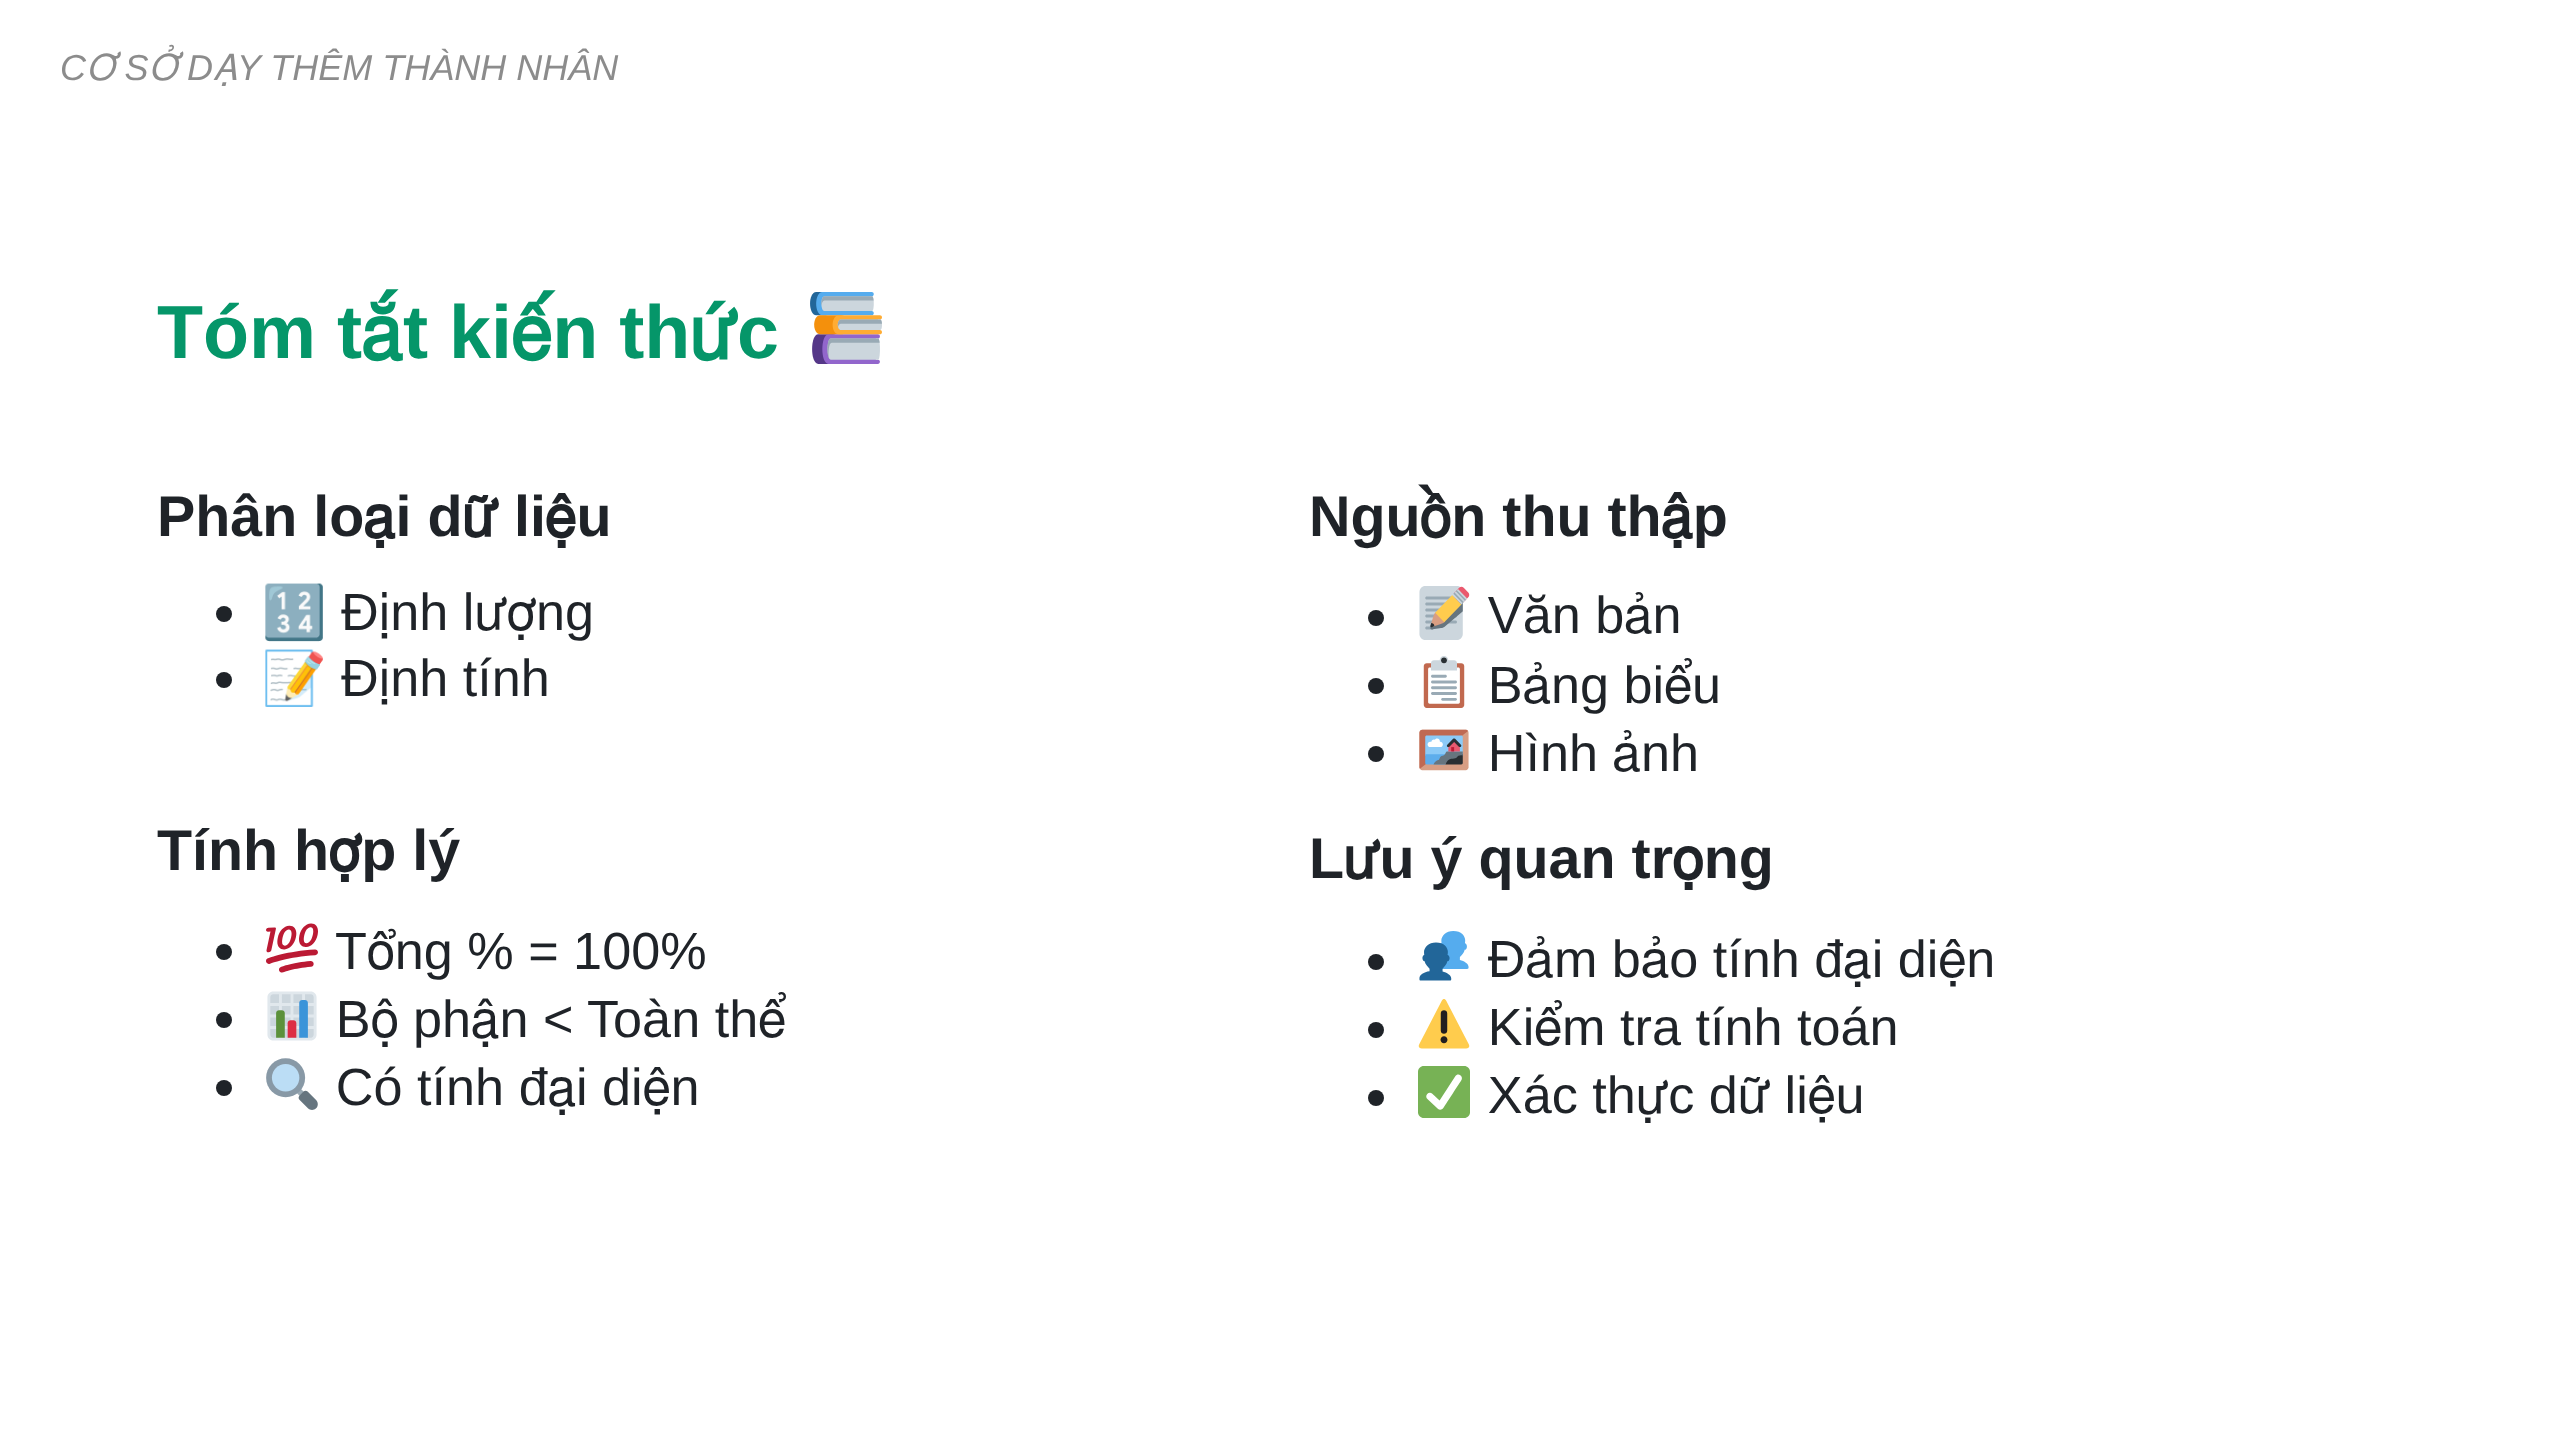 CƠ SỞ DẠY THÊM THÀNH NHÂN
Tóm tắt kiến thức 📚
Phân loại dữ liệu
• 🔢 Định lượng
• 📝 Định tính
Tính hợp lý
• 💯 Tổng % = 100%
• 📊 Bộ phận < Toàn thể
• 🔍 Có tính đại diện
Nguồn thu thập
• 📝 Văn bản
• 📋 Bảng biểu
• 🖼️ Hình ảnh
Lưu ý quan trọng
• 👥 Đảm bảo tính đại diện
• ⚠️ Kiểm tra tính toán
• ✅ Xác thực dữ liệu